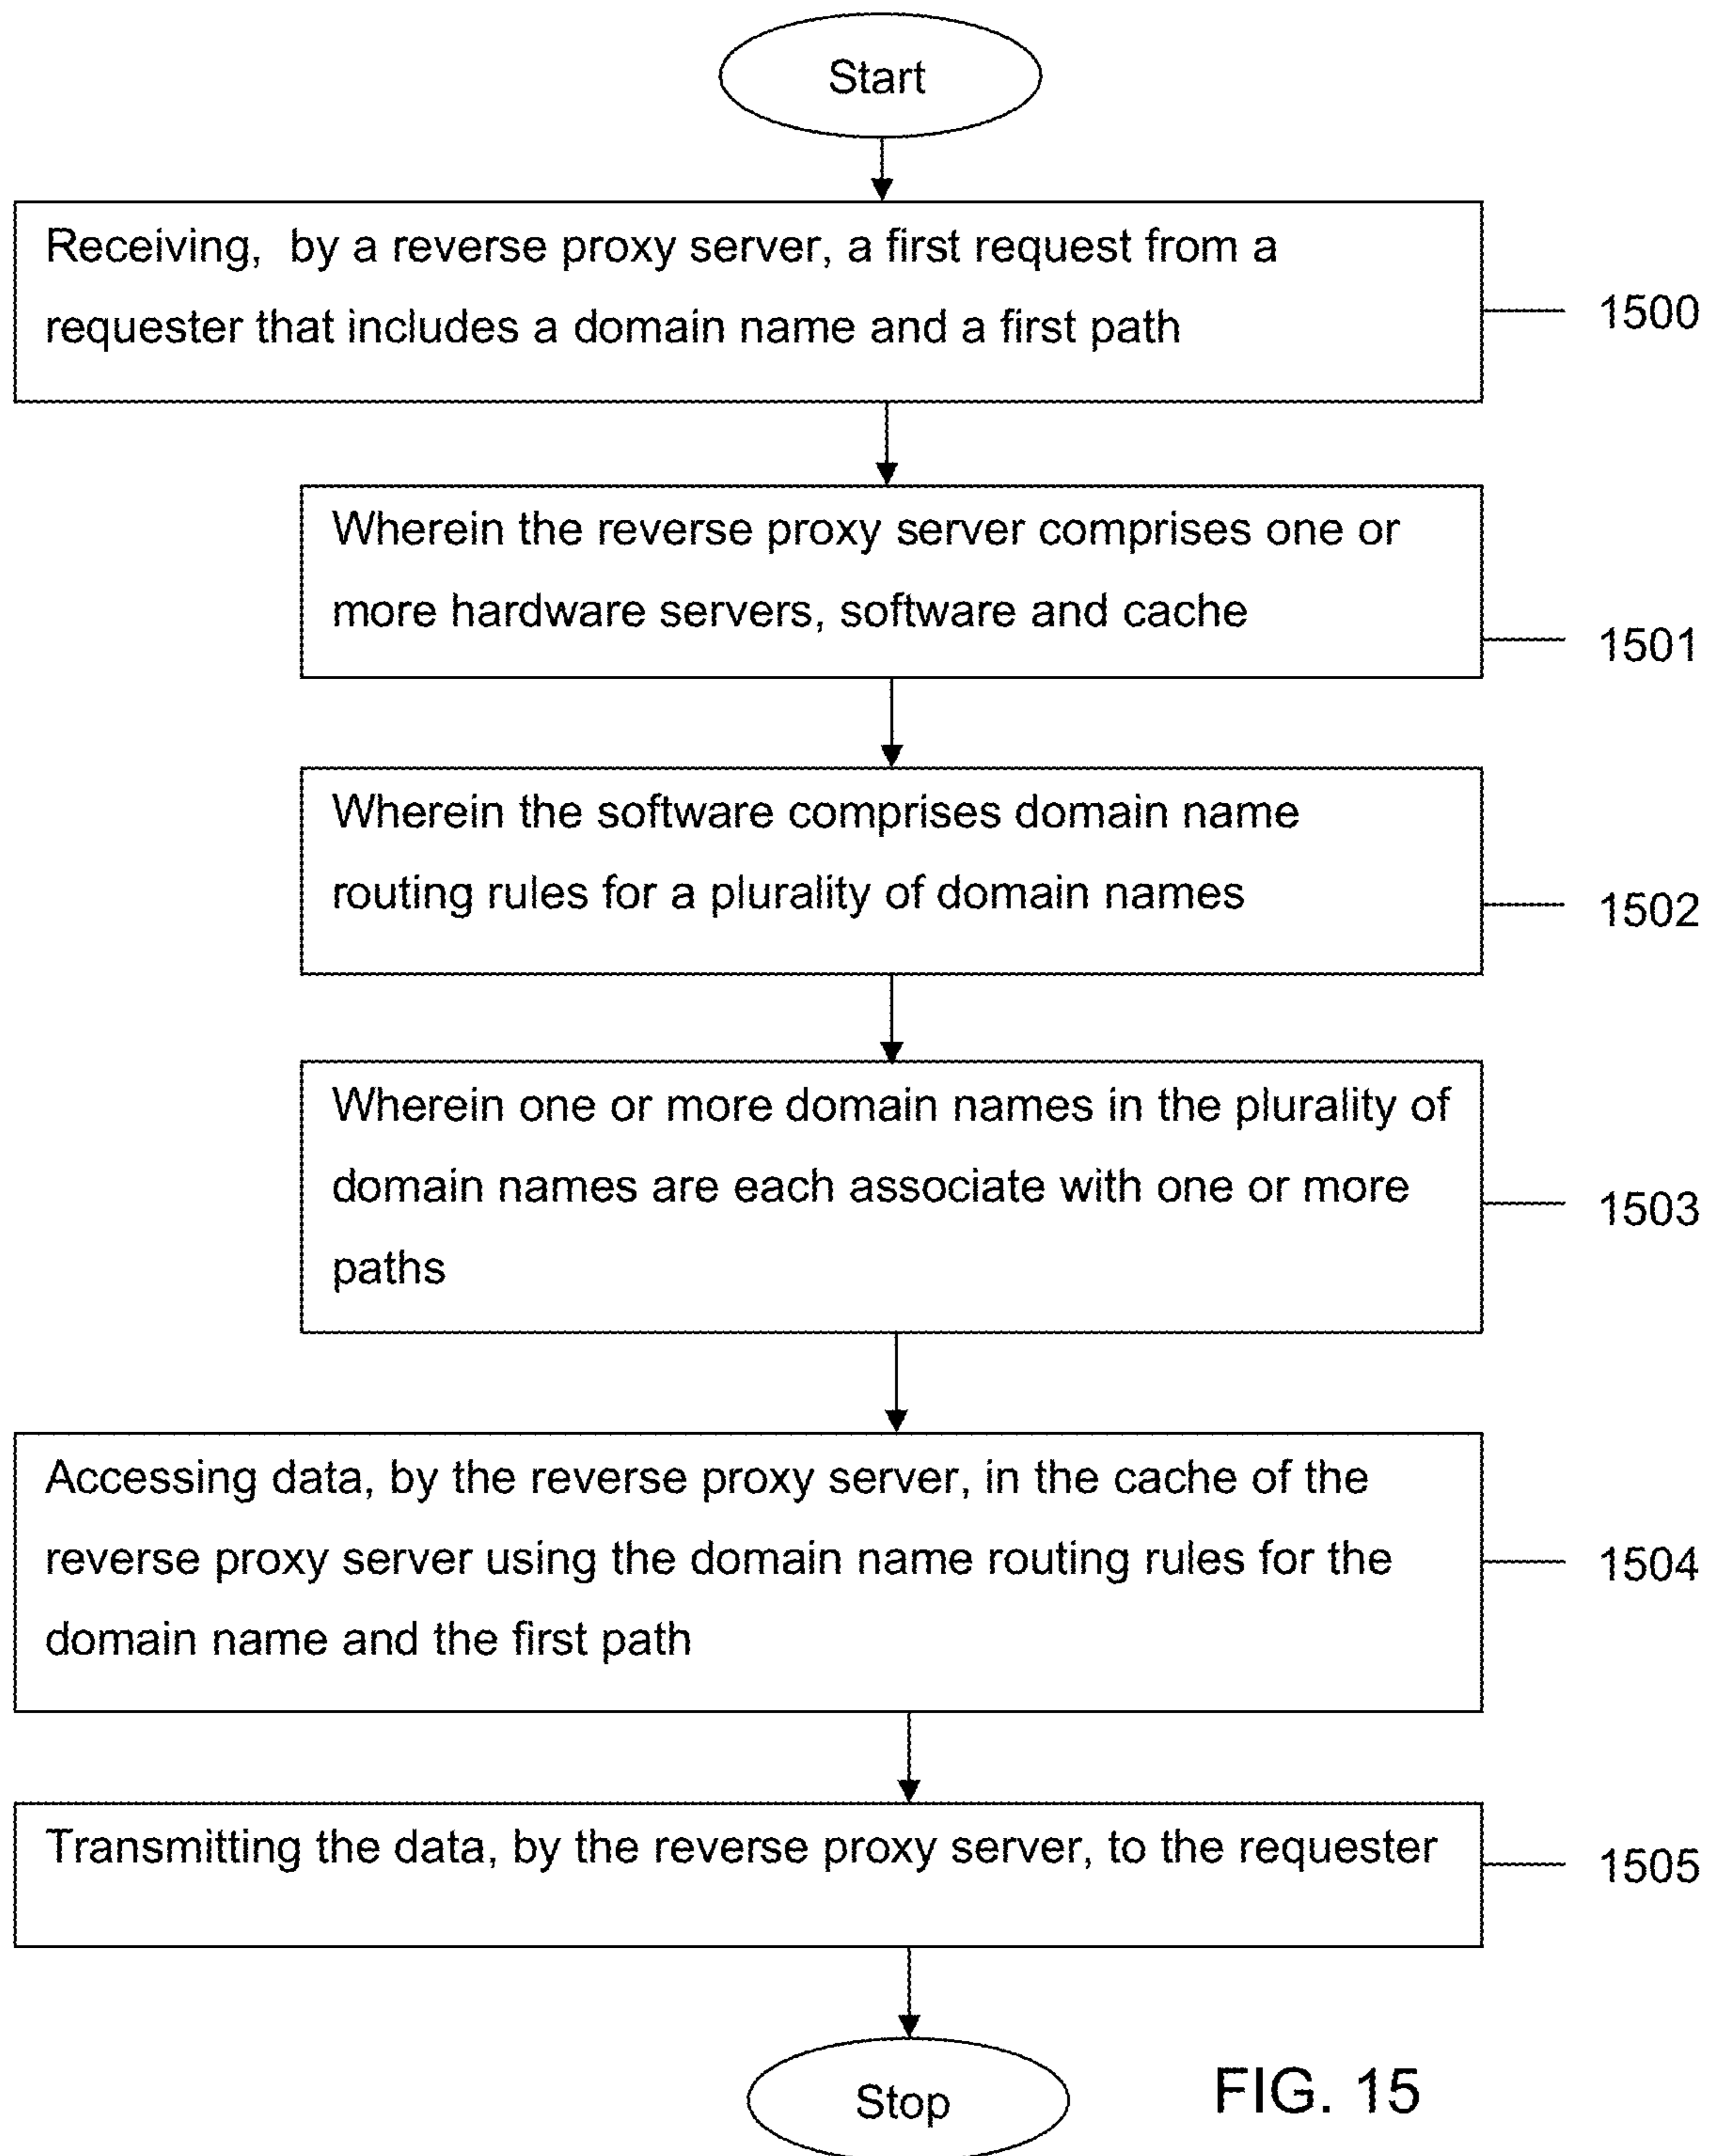 Start
Receiving, by a reverse proxy server, a first request from a
requester that includes a domain name and a first path
1500
Wherein the reverse proxy server comprises one or
more hardware servers, software and cache
1501
Wherein the software comprises domain name
routing rules for a plurality of domain names
1502
Wherein one or more domain names in the plurality of
domain names are each associate with one or more
paths
1503
Accessing data, by the reverse proxy server, in the cache of the
reverse proxy server using the domain name routing rules for the
domain name and the first path
1504
Transmitting the data, by the reverse proxy server, to the requester
1505
Stop
FIG. 15